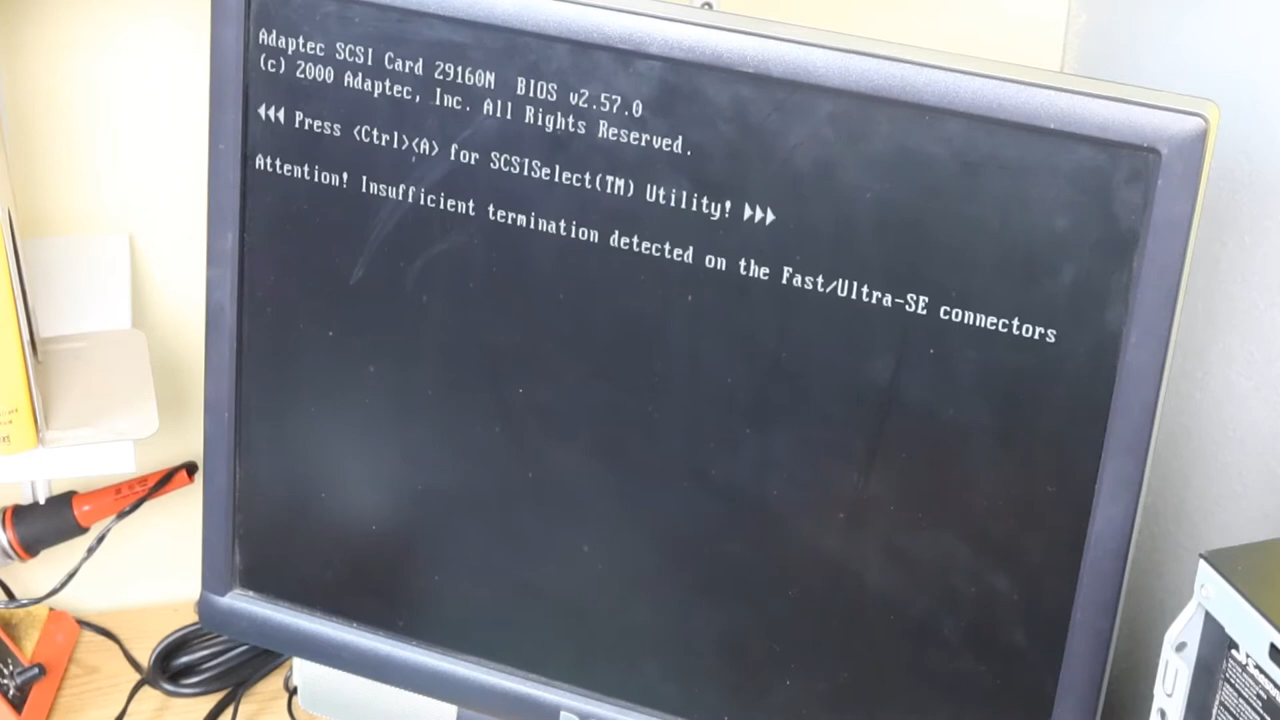 Adaptec SCSI Card 29160N BIOS v2.57.0
(c) 2000 Adaptec, Inc. All Rights Reserved.
◄◄◄ Press <Ctrl><A> for SCSISelect(TM) Utility! ►►►
Attention! Insufficient termination detected on the Fast/Ultra-SE connectors